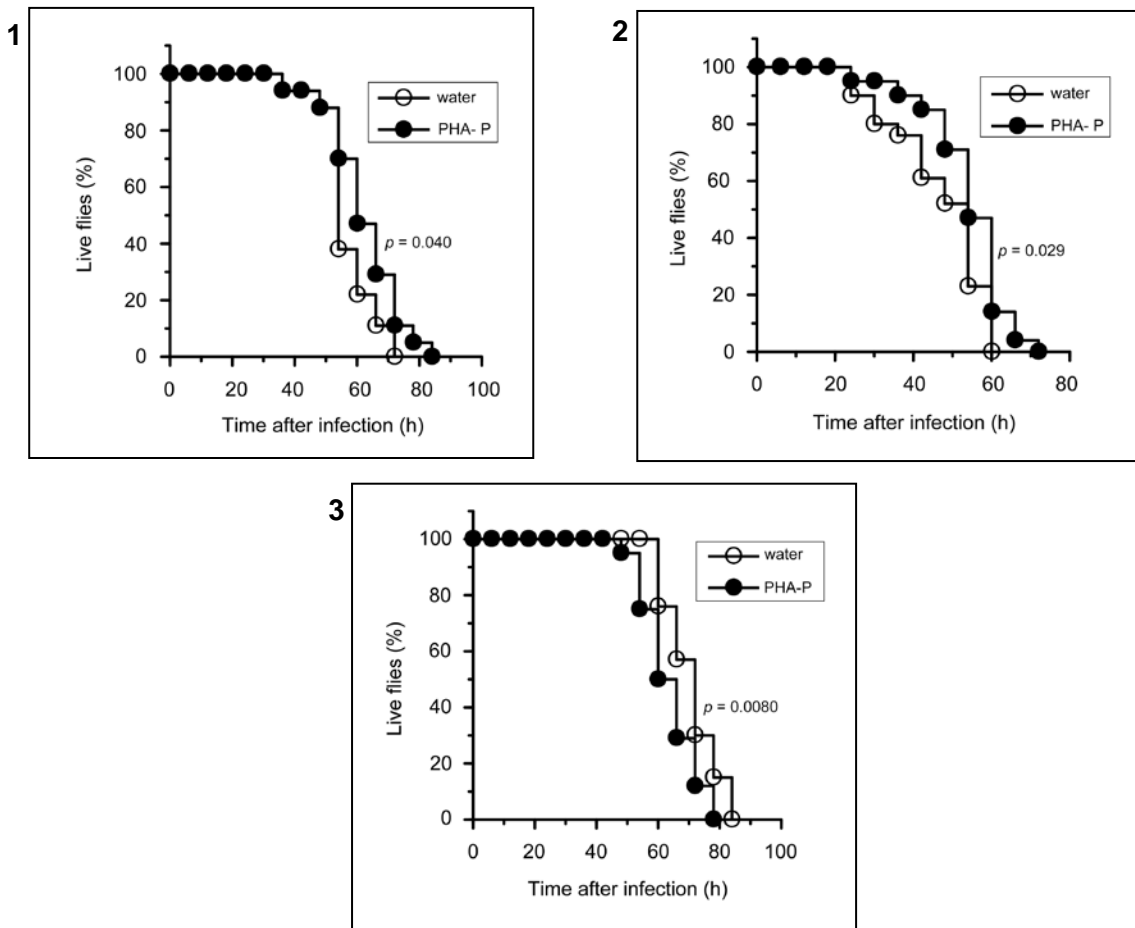 1
100
80
60
40
20
0
Live flies (%)
water
PHA- P
p = 0.040
0 20 40 60 80 100
Time after infection (h)
2
100
80
60
40
20
0
Live flies (%)
water
PHA- P
p = 0.029
0 20 40 60 80
Time after infection (h)
3
100
80
60
40
20
0
Live flies (%)
water
PHA-P
p = 0.0080
0 20 40 60 80 100
Time after infection (h)